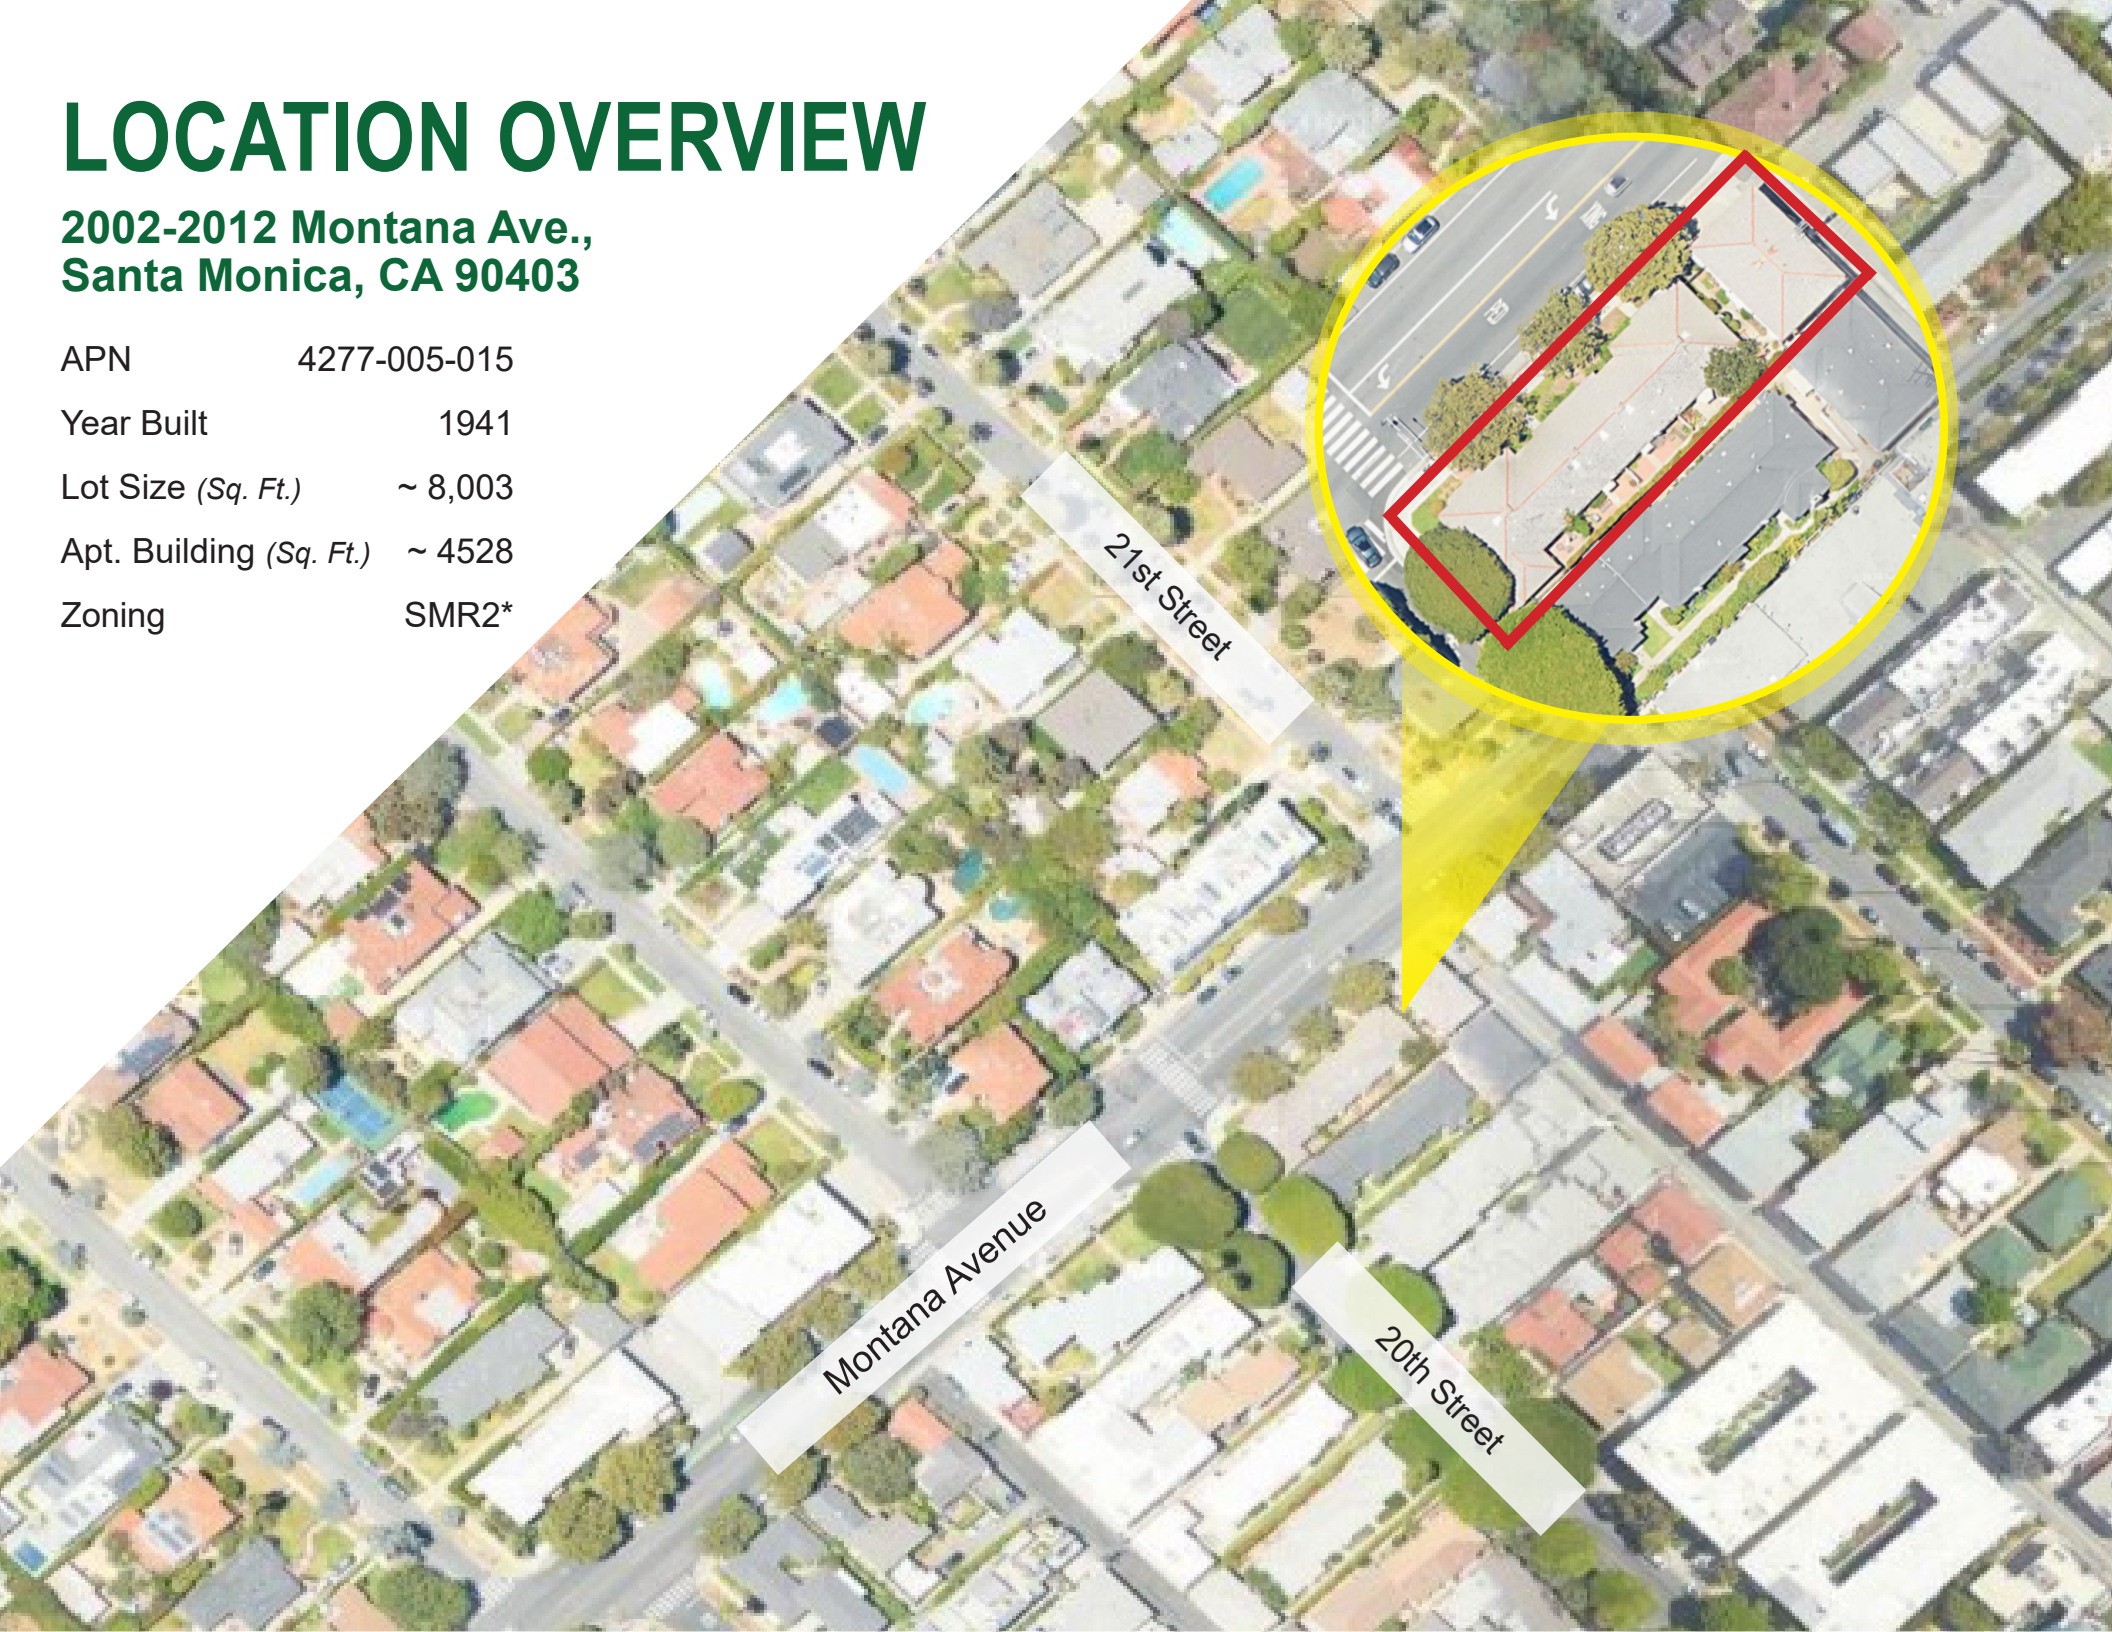 LOCATION OVERVIEW
2002-2012 Montana Ave.,
Santa Monica, CA 90403
APN 4277-005-015
Year Built 1941
Lot Size (Sq. Ft.) ~ 8,003
Apt. Building (Sq. Ft.) ~ 4528
Zoning SMR2*
21st Street
Montana Avenue
20th Street